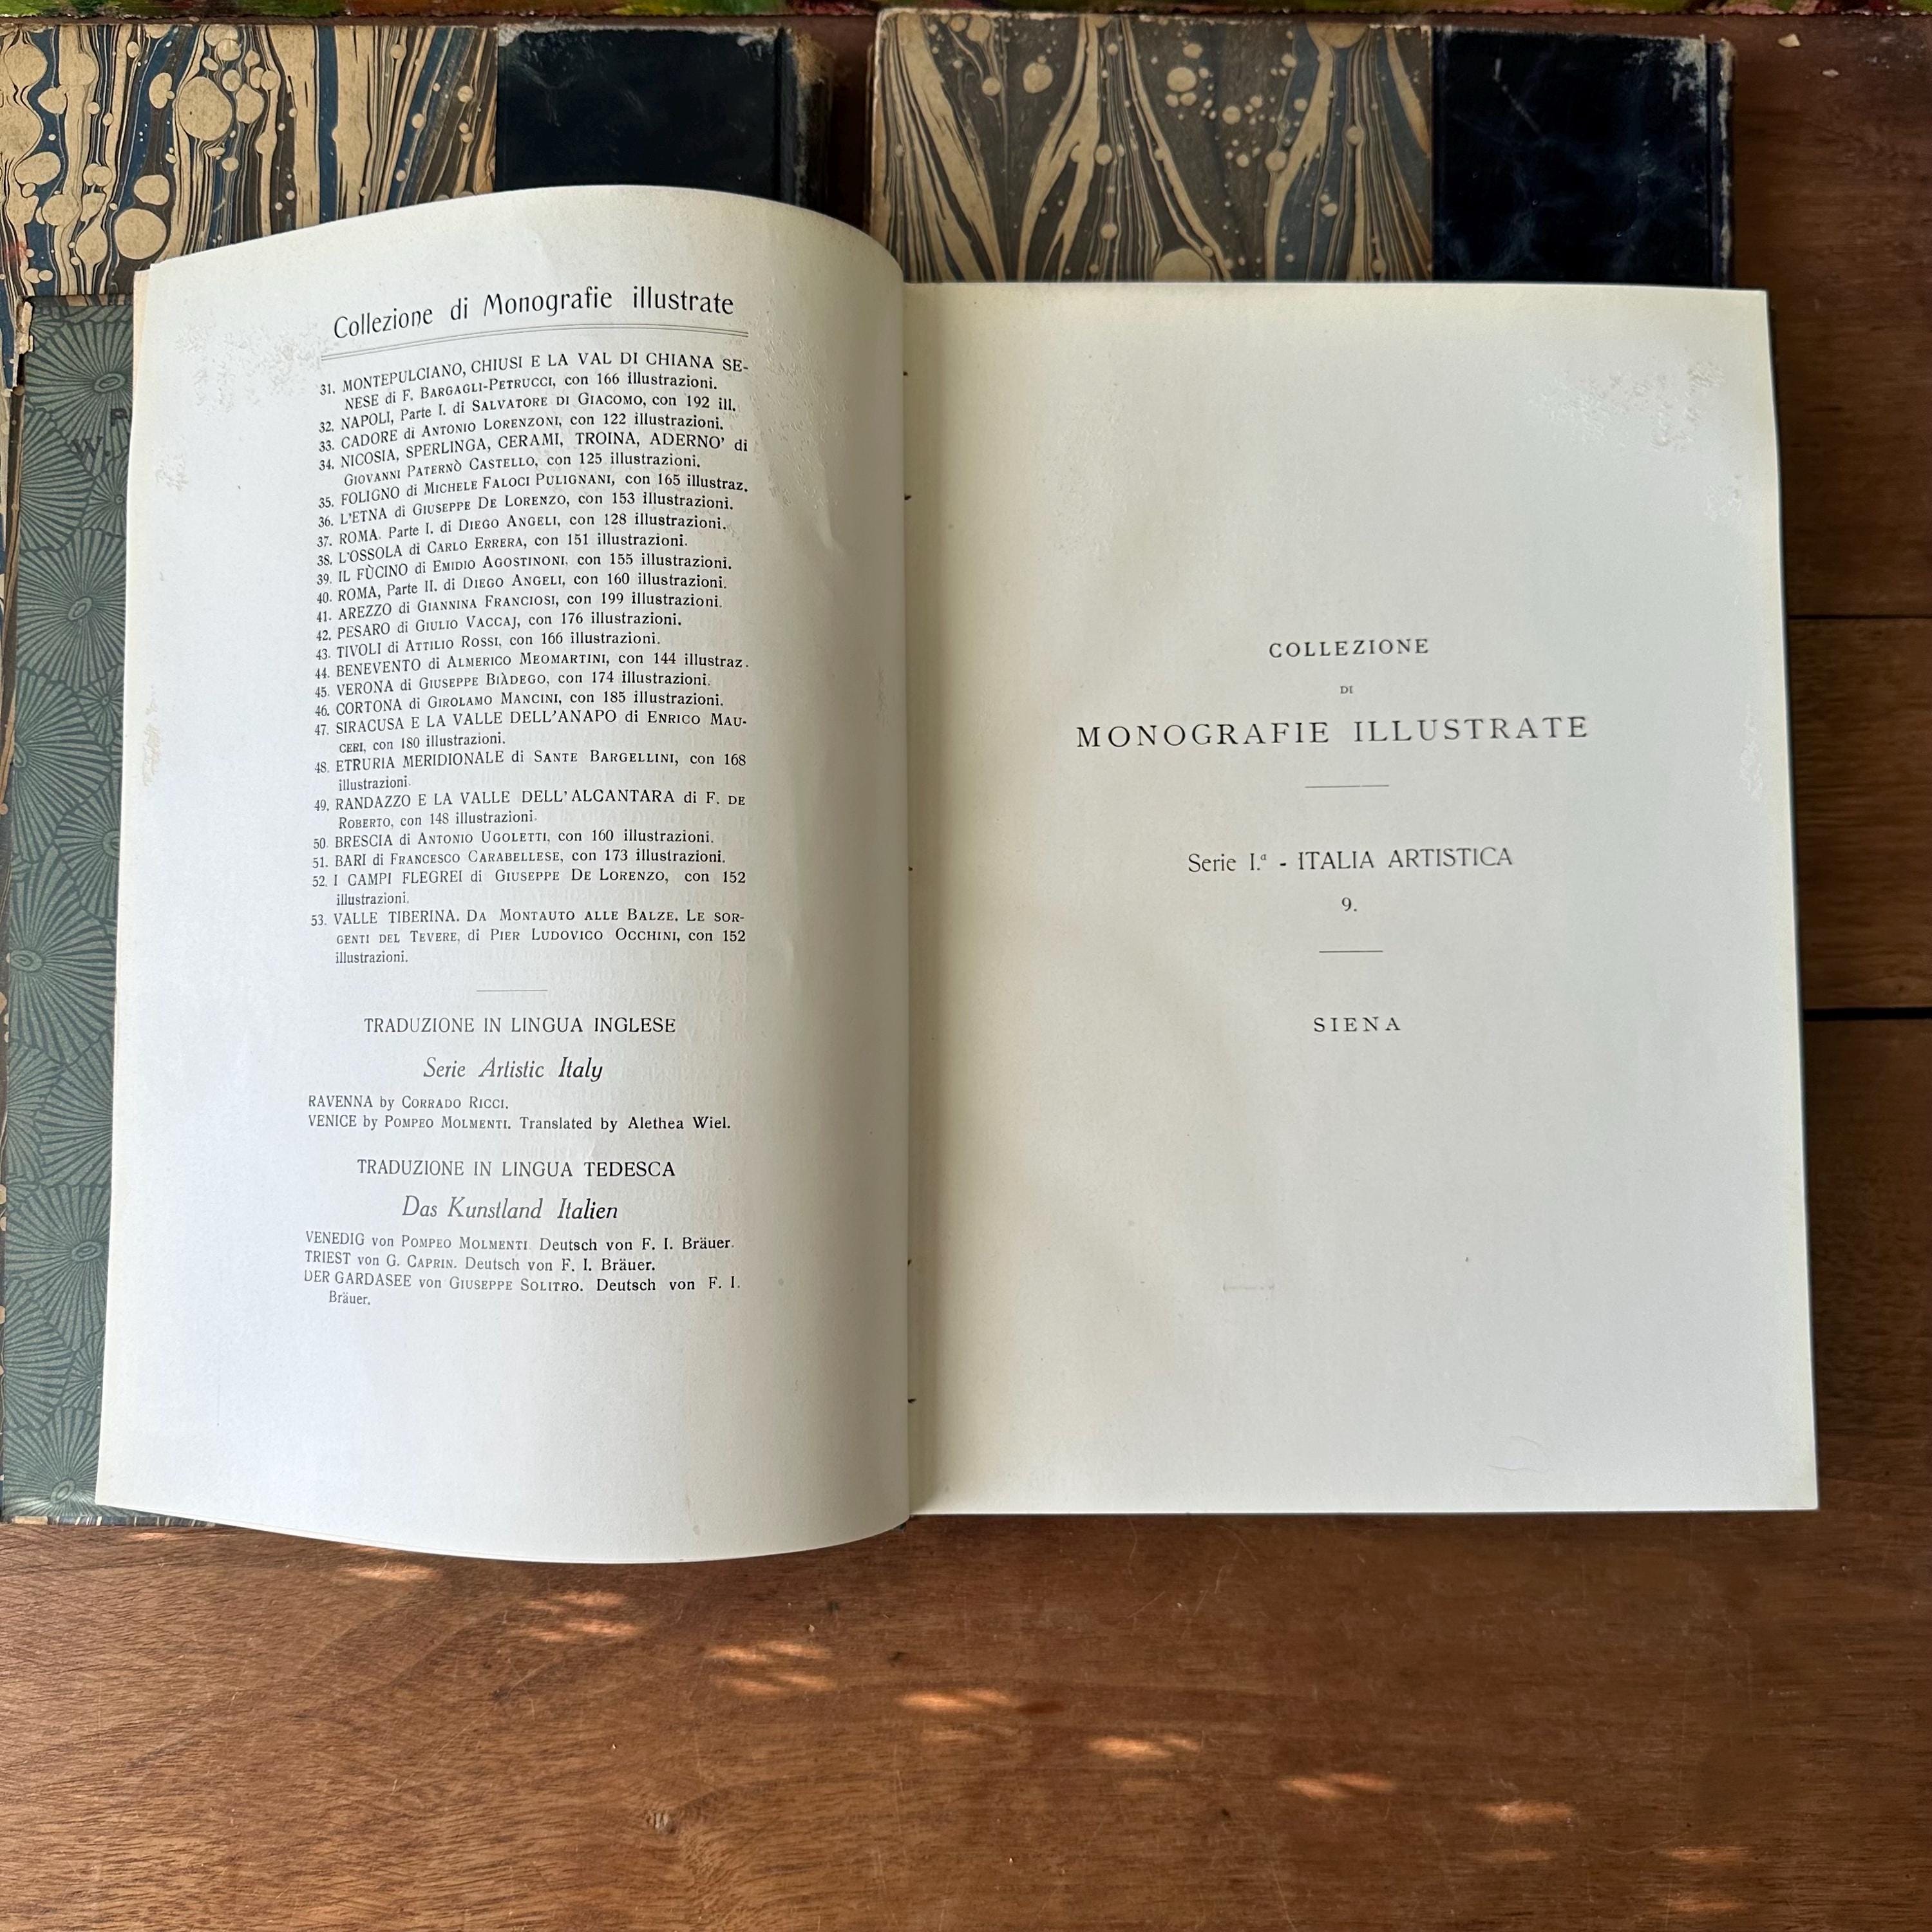 Collezione di Monografie illustrate
31. MONTEPULCIANO, CHIUSI E LA VAL DI CHIANA SE-
NESE di F. BARGAGLI-PETRUCCI, con 166 illustrazioni.
32. NAPOLI, Parte I. di SALVATORE DI GIACOMO, con 192 ill.
33. CADORE di ANTONIO LORENZONI, con 122 illustrazioni.
34. NICOSIA, SPERLINGA, CERAMI, TROINA, ADERNO' di
GIOVANNI PATERNÒ CASTELLO, con 125 illustrazioni.
35. FOLIGNO di MICHELE FALOCI PULIGNANI, con 165 illustraz.
36. L'ETNA di GIUSEPPE DE LORENZO, con 153 illustrazioni.
37. ROMA. Parte I. di DIEGO ANGELI, con 128 illustrazioni.
38. L'OSSOLA di CARLO ERRERA, con 151 illustrazioni.
39. IL FÙCINO di EMIDIO AGOSTINONI, con 155 illustrazioni.
40. ROMA, Parte II. di DIEGO ANGELI, con 160 illustrazioni.
41. AREZZO di GIANNINA FRANCIOSI, con 199 illustrazioni.
42. PESARO di GIULIO VACCAJ, con 176 illustrazioni.
43. TIVOLI di ATTILIO ROSSI, con 166 illustrazioni.
44. BENEVENTO di ALMERICO MEOMARTINI, con 144 illustraz.
45. VERONA di GIUSEPPE BIÀDEGO, con 174 illustrazioni.
46. CORTONA di GIROLAMO MANCINI, con 185 illustrazioni.
47. SIRACUSA E LA VALLE DELL'ANAPO di ENRICO MAU-
CERI, con 180 illustrazioni.
48. ETRURIA MERIDIONALE di SANTE BARGELLINI, con 168
illustrazioni.
49. RANDAZZO E LA VALLE DELL'ALCANTARA di F. DE
ROBERTO, con 148 illustrazioni.
50. BRESCIA di ANTONIO UGOLETTI, con 160 illustrazioni.
51. BARI di FRANCESCO CARABELLESE, con 173 illustrazioni.
52. I CAMPI FLEGREI di GIUSEPPE DE LORENZO, con 152
illustrazioni.
53. VALLE TIBERINA. DA MONTAUTO ALLE BALZE. LE SOR-
GENTI DEL TEVERE, di PIER LUDOVICO OCCHINI, con 152
illustrazioni.
TRADUZIONE IN LINGUA INGLESE
Serie Artistic Italy
RAVENNA by CORRADO RICCI.
VENICE by POMPEO MOLMENTI. Translated by Alethea Wiel.
TRADUZIONE IN LINGUA TEDESCA
Das Kunstland Italien
VENEDIG von POMPEO MOLMENTI. Deutsch von F. I. Bräuer.
TRIEST von G. CAPRIN. Deutsch von F. I. Bräuer.
DER GARDASEE von GIUSEPPE SOLITRO. Deutsch von F. I.
Bräuer.
COLLEZIONE
DI
MONOGRAFIE ILLUSTRATE
Serie I.ª - ITALIA ARTISTICA
9.
SIENA